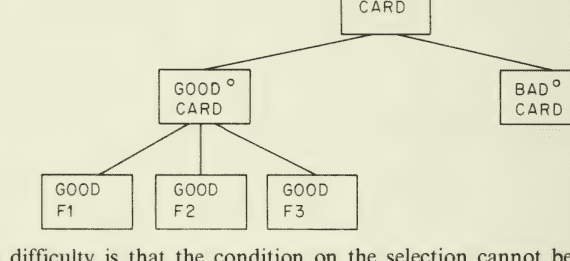 CARD
GOOD°
CARD
BAD°
CARD
GOOD
F1
GOOD
F2
GOOD
F3
difficulty is that the condition on the selection cannot be